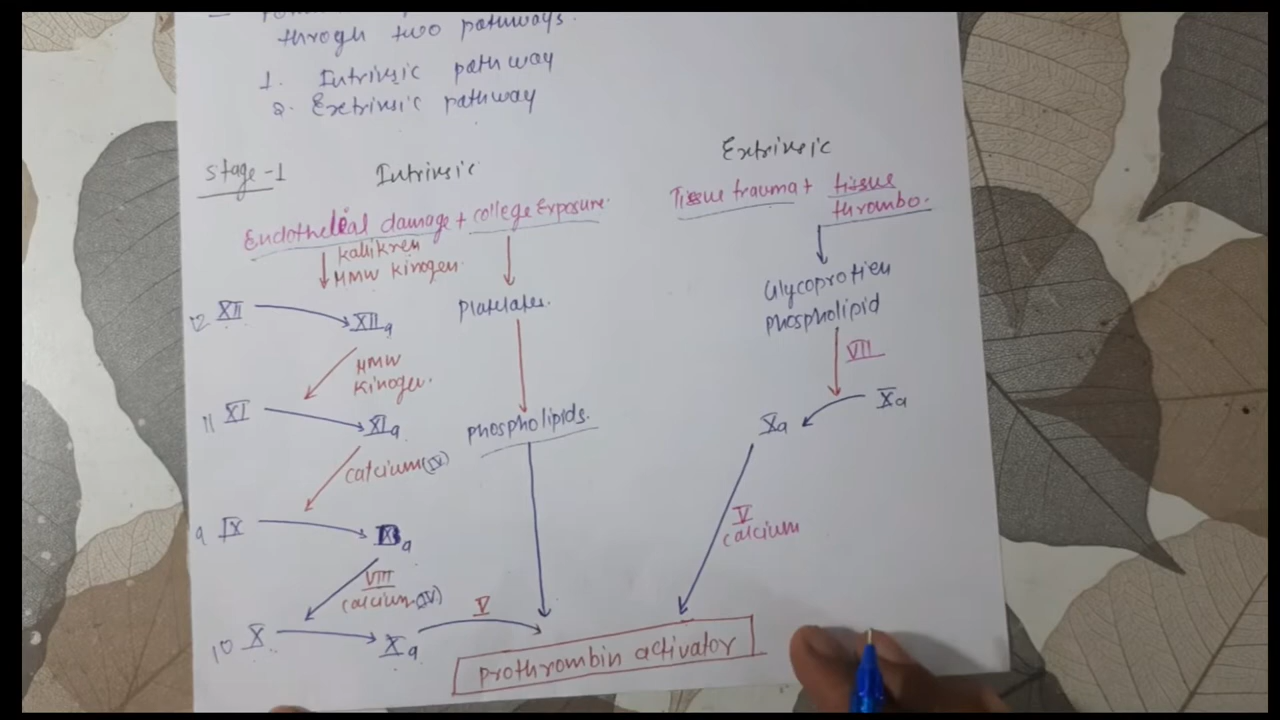 throgh two pathways.
1. Intrinsic pathway
2. Exetrinsic pathway
Stage-1
Intrinsic
Extrinsic
Endothelial damage + college Exposure.
Tissue trauma + tissue
thrombo.
kallikren
HMW kinogen.
Platelates.
Glycoprotien
phospholipid
12 XII
XIIa
HMW
Kinogen.
VII
Xa
Xa
11 XI
XIa
phospholipids.
calcium (IV)
9 IX
IXa
V
calcium
VIII
calcium (IV)
10 X
Xa
V
prothrombin activator